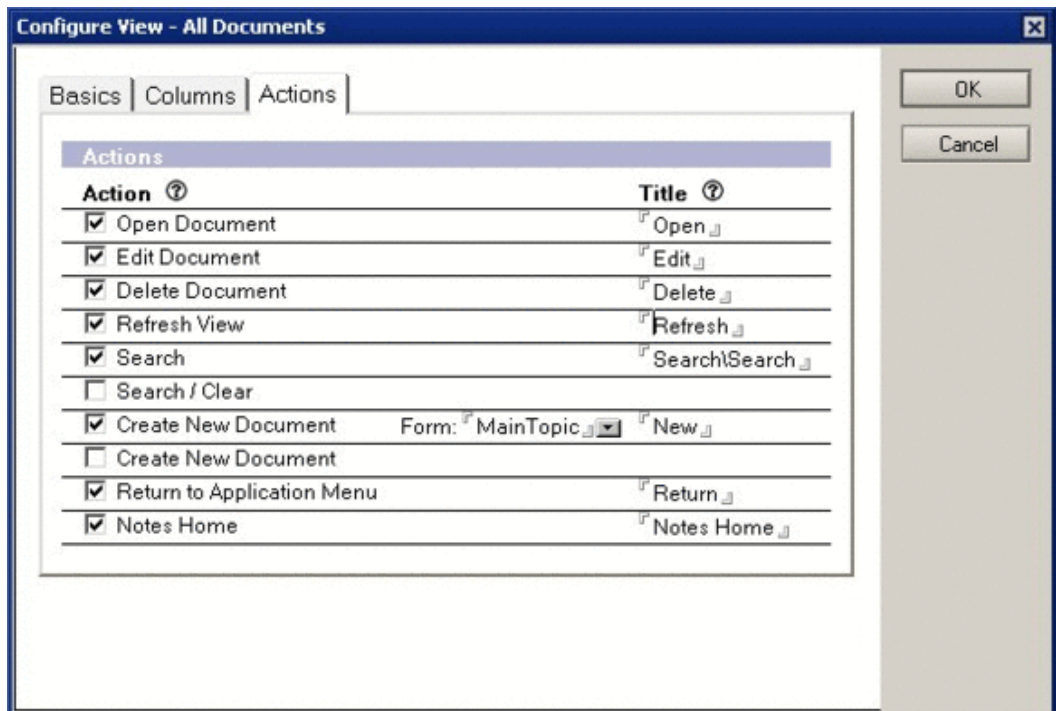 Configure View - All Documents
Basics Columns Actions
OK
Cancel
Actions
Action ? Title ?
Open Document Open
Edit Document Edit
Delete Document Delete
Refresh View Refresh
Search Search\Search
Search / Clear
Create New Document Form: MainTopic New
Create New Document
Return to Application Menu Return
Notes Home Notes Home